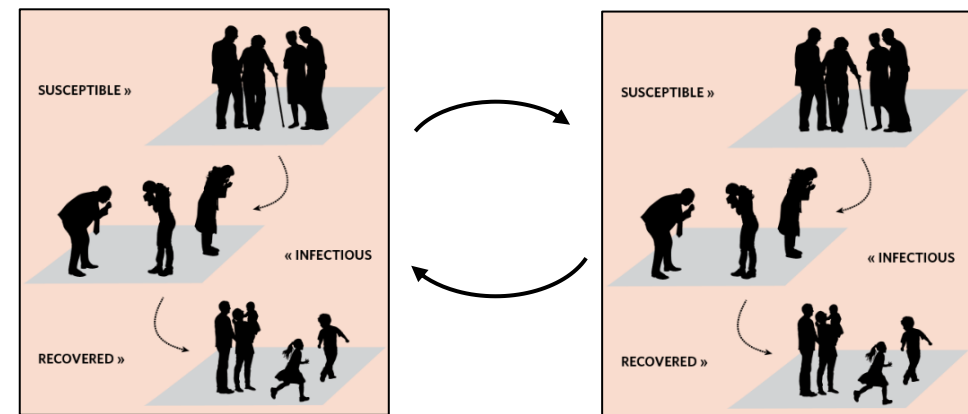 SUSCEPTIBLE »
« INFECTIOUS
RECOVERED »
SUSCEPTIBLE »
« INFECTIOUS
RECOVERED »